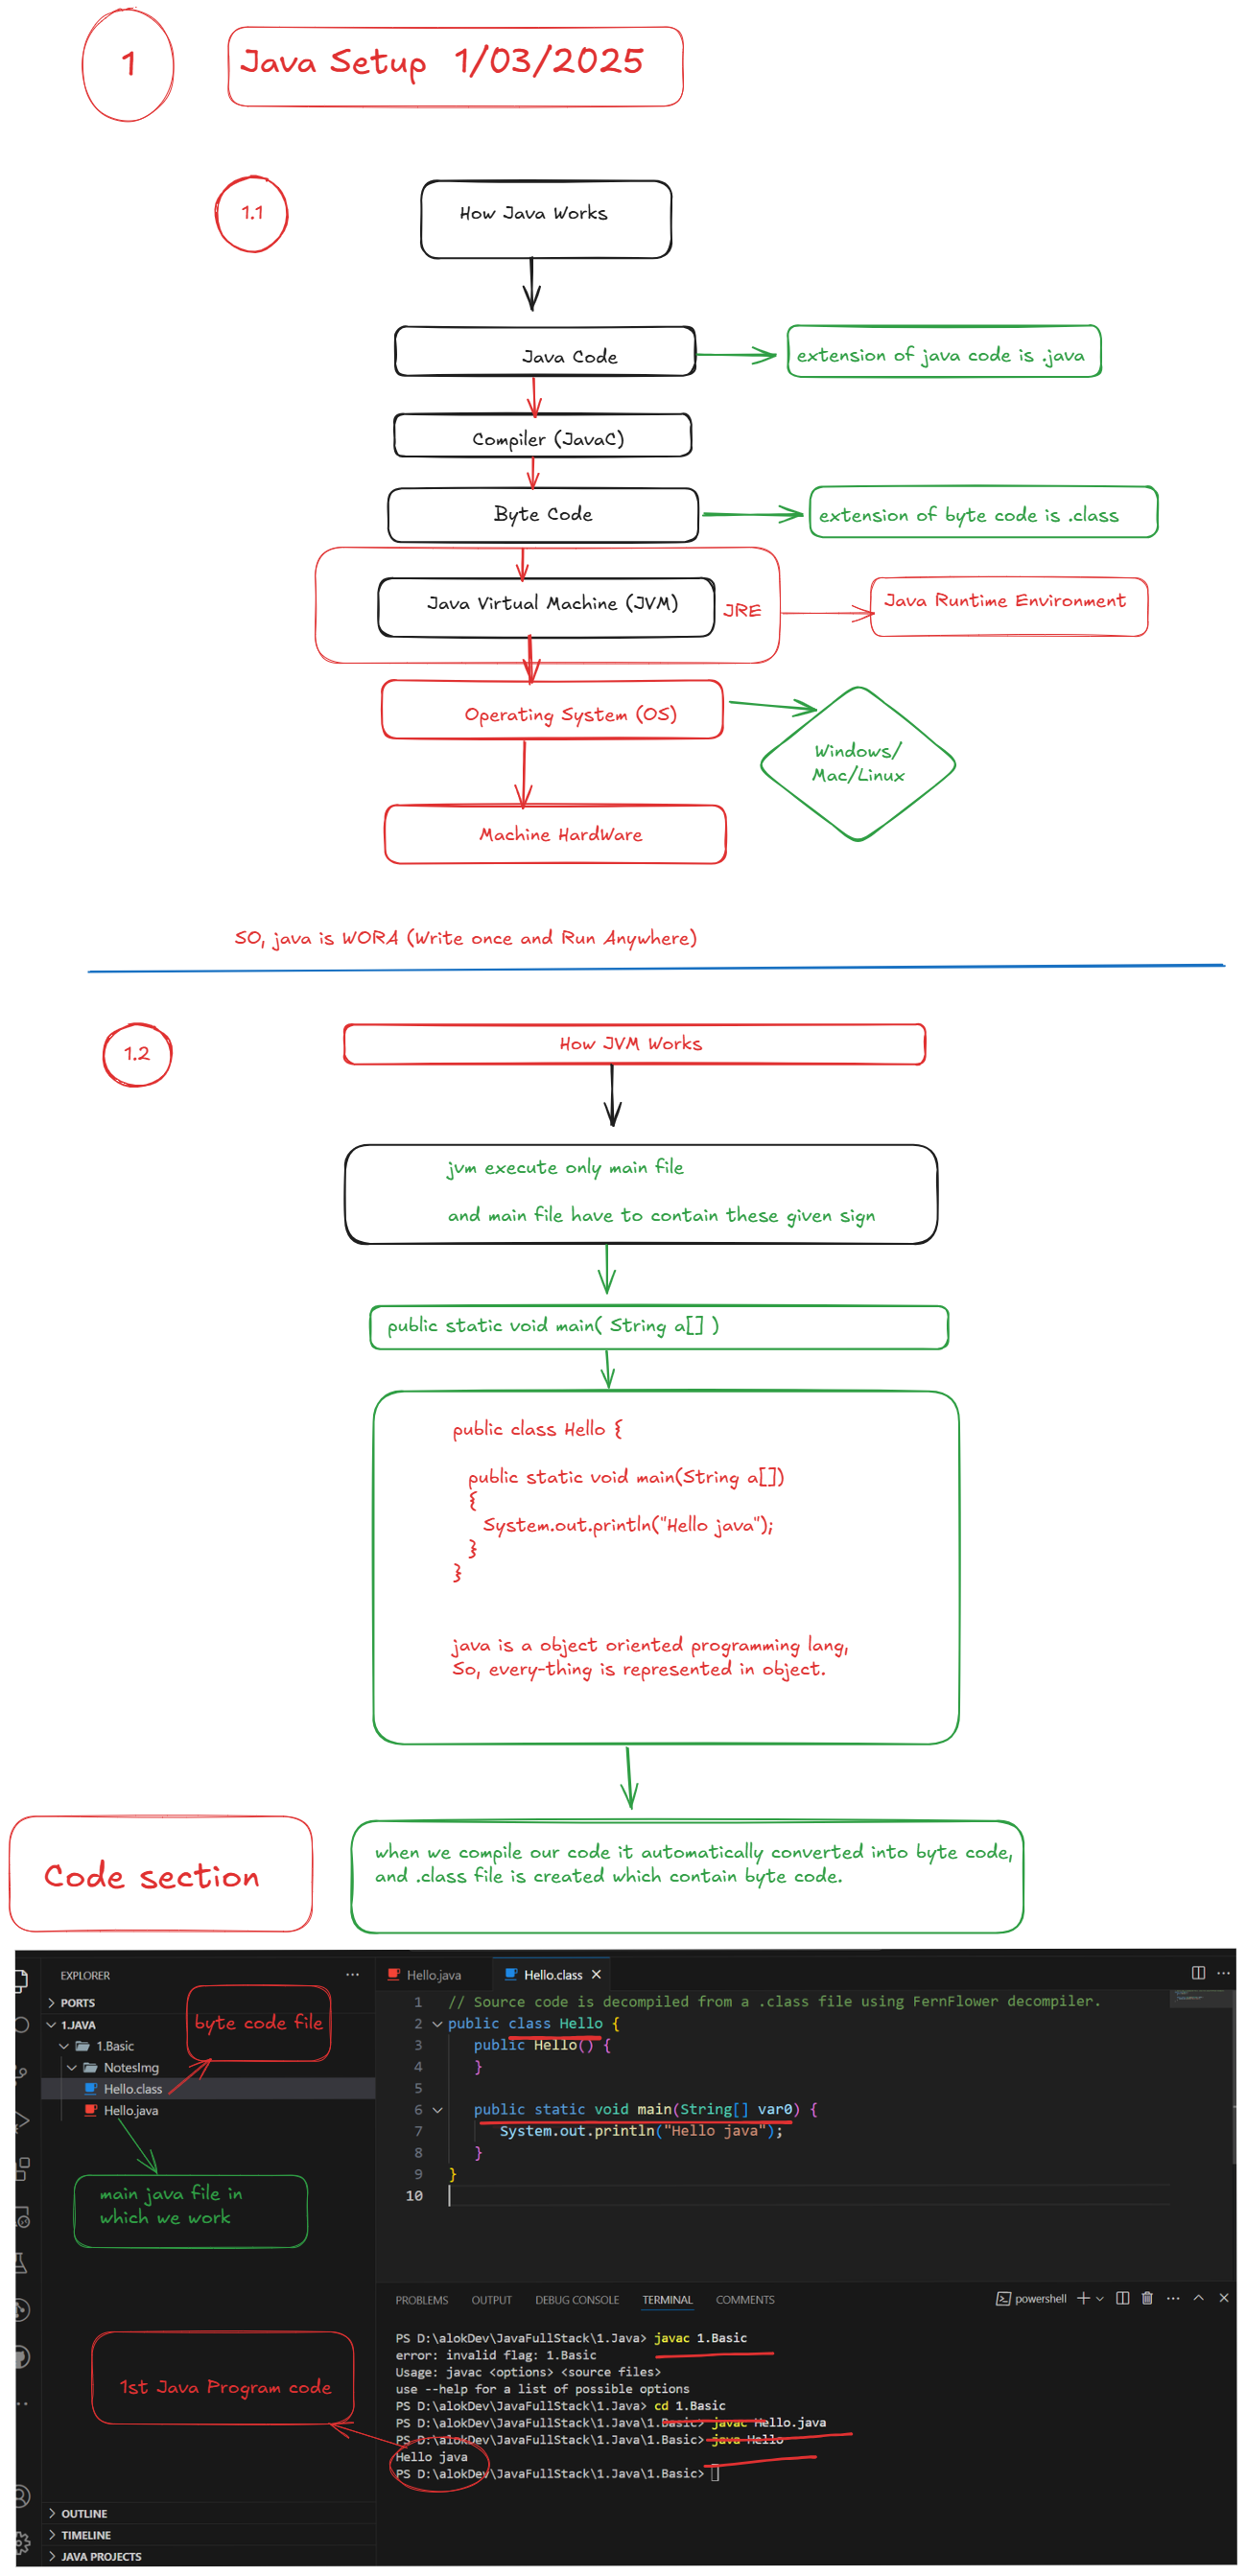 1
Java Setup 1/03/2025
1.1
How Java Works
Java Code
extension of java code is .java
Compiler (JavaC)
Byte Code
extension of byte code is .class
Java Virtual Machine (JVM)
JRE
Java Runtime Environment
Operating System (OS)
Windows/
Mac/Linux
Machine HardWare
SO, java is WORA (Write once and Run Anywhere)
1.2
How JVM Works
jvm execute only main file
and main file have to contain these given sign
public static void main( String a[] )
public class Hello {
public static void main(String a[])
{
System.out.println("Hello java");
}
}
java is a object oriented programming lang,
So, every-thing is represented in object.
Code section
when we compile our code it automatically converted into byte code,
and .class file is created which contain byte code.
EXPLORER
PORTS
1.JAVA
1.Basic
NotesImg
Hello.class
Hello.java
byte code file
main java file in
which we work
1st Java Program code
OUTLINE
TIMELINE
JAVA PROJECTS
Hello.java
Hello.class
1 // Source code is decompiled from a .class file using FernFlower decompiler.
2 public class Hello {
3 public Hello() {
4 }
5
6 public static void main(String[] var0) {
7 System.out.println("Hello java");
8 }
9 }
10
PROBLEMS OUTPUT DEBUG CONSOLE TERMINAL COMMENTS
powershell
PS D:\alokDev\JavaFullStack\1.Java> javac 1.Basic
error: invalid flag: 1.Basic
Usage: javac <options> <source files>
use --help for a list of possible options
PS D:\alokDev\JavaFullStack\1.Java> cd 1.Basic
PS D:\alokDev\JavaFullStack\1.Java\1.Basic> javac Hello.java
PS D:\alokDev\JavaFullStack\1.Java\1.Basic> java Hello
Hello java
PS D:\alokDev\JavaFullStack\1.Java\1.Basic>